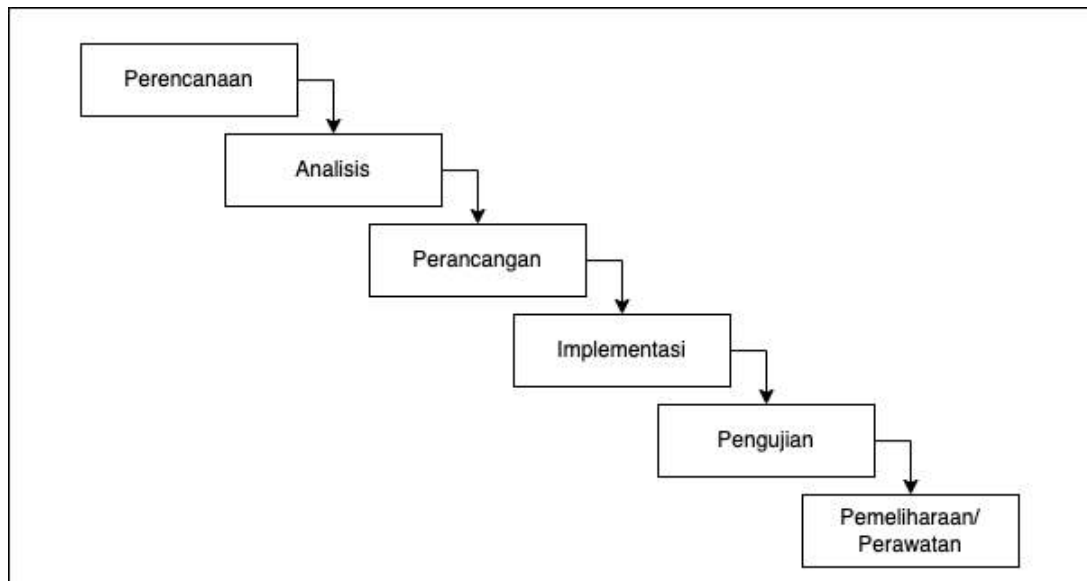 Perencanaan
Analisis
Perancangan
Implementasi
Pengujian
Pemeliharaan/
Perawatan